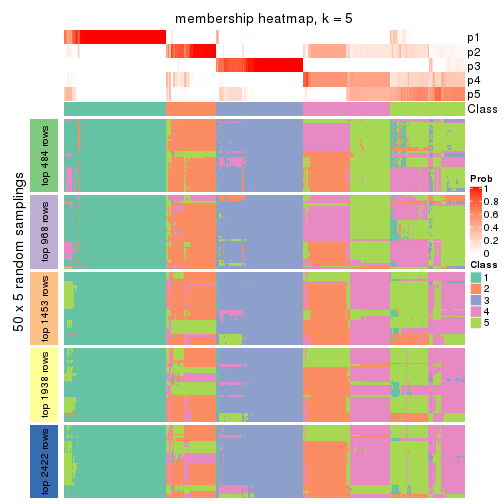 membership heatmap, k = 5
p1
p2
p3
p4
p5
Class
50 x 5 random samplings
top 484 rows
top 968 rows
top 1453 rows
top 1938 rows
top 2422 rows
Prob
1
0.8
0.6
0.4
0.2
0
Class
1
2
3
4
5